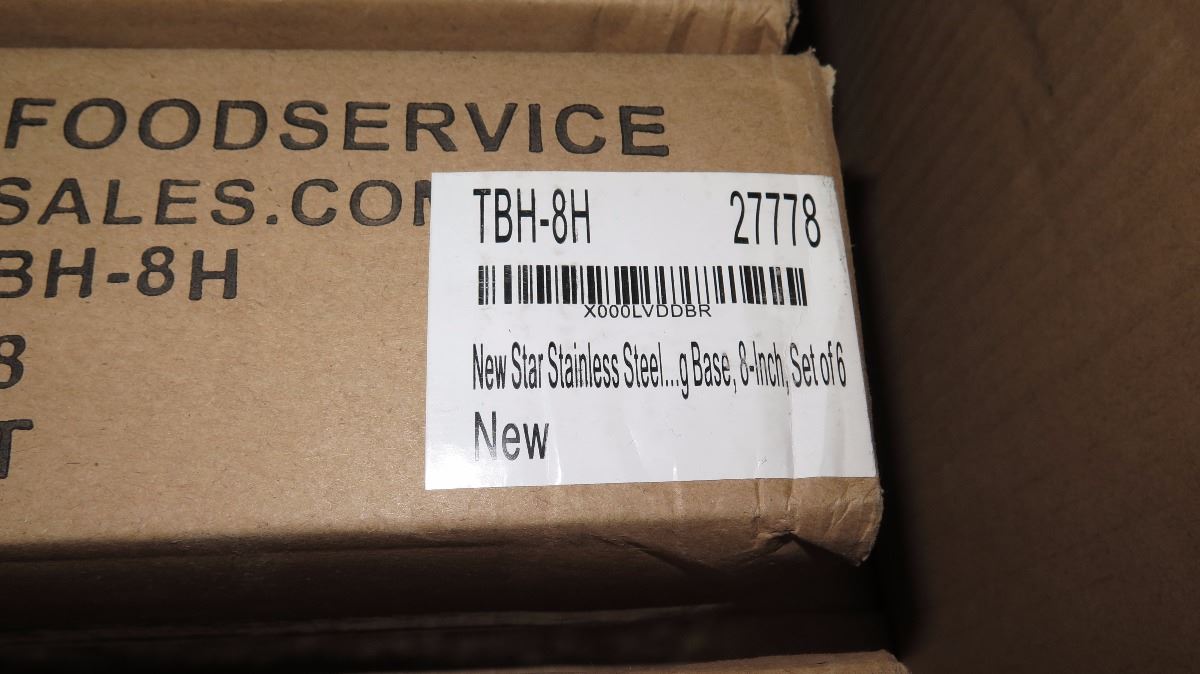 FOODSERVICE
SALES.COM
BH-8H
8
T
TBH-8H 27778
X000LVDDBR
New Star Stainless Steel...g Base, 8-Inch, Set of 6
New